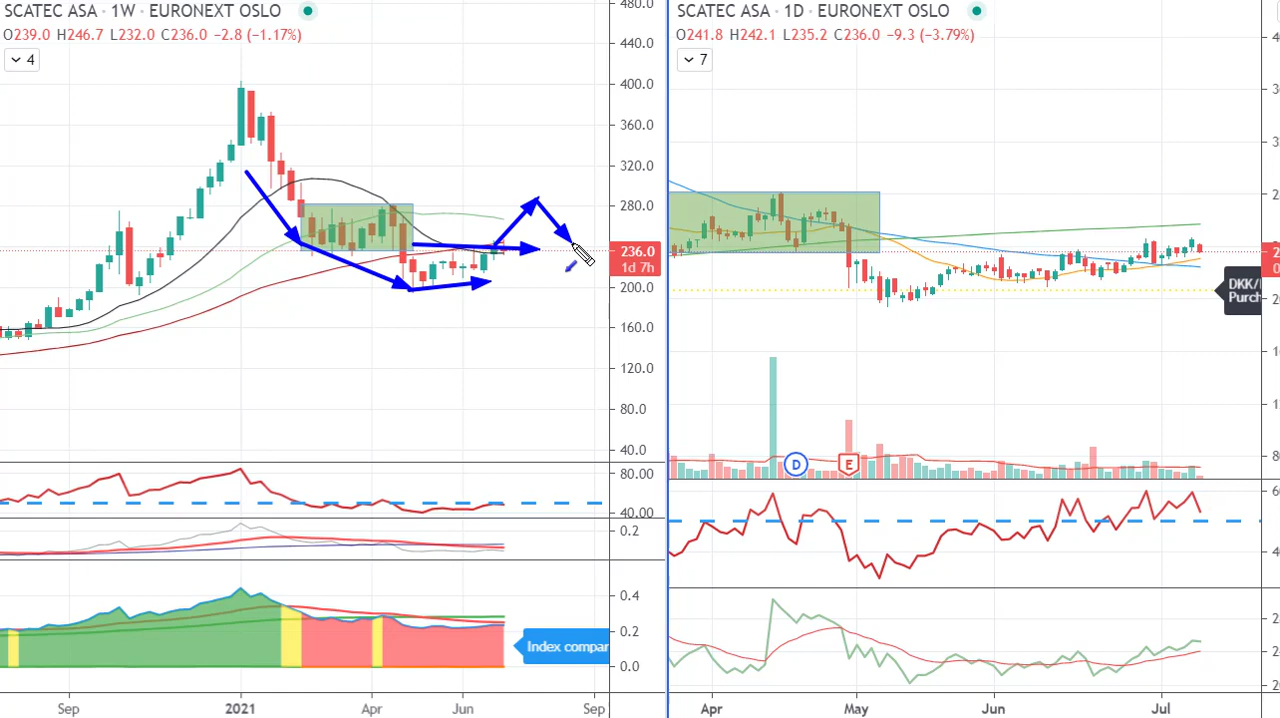 SCATEC ASA · 1W · EURONEXT OSLO
O239.0 H246.7 L232.0 C236.0 −2.8 (−1.17%)
4
480.0
440.0
400.0
360.0
320.0
280.0
236.0
1d 7h
200.0
160.0
120.0
80.0
40.0
80.00
40.00
0.2
0.4
0.2
0.0
Index compar
Sep
2021
Apr
Jun
Sep
SCATEC ASA · 1D · EURONEXT OSLO
O241.8 H242.1 L235.2 C236.0 −9.3 (−3.79%)
7
DKK/
Purch
D
E
Apr
May
Jun
Jul